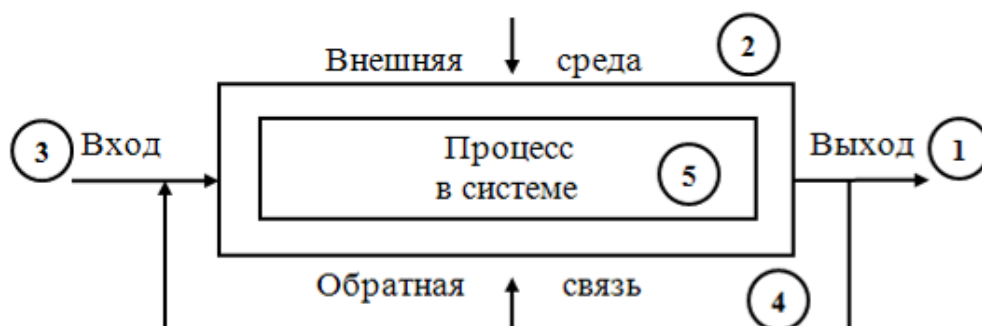 Внешняя среда 2
3 Вход
Процесс
в системе
5
Выход 1
Обратная связь
4